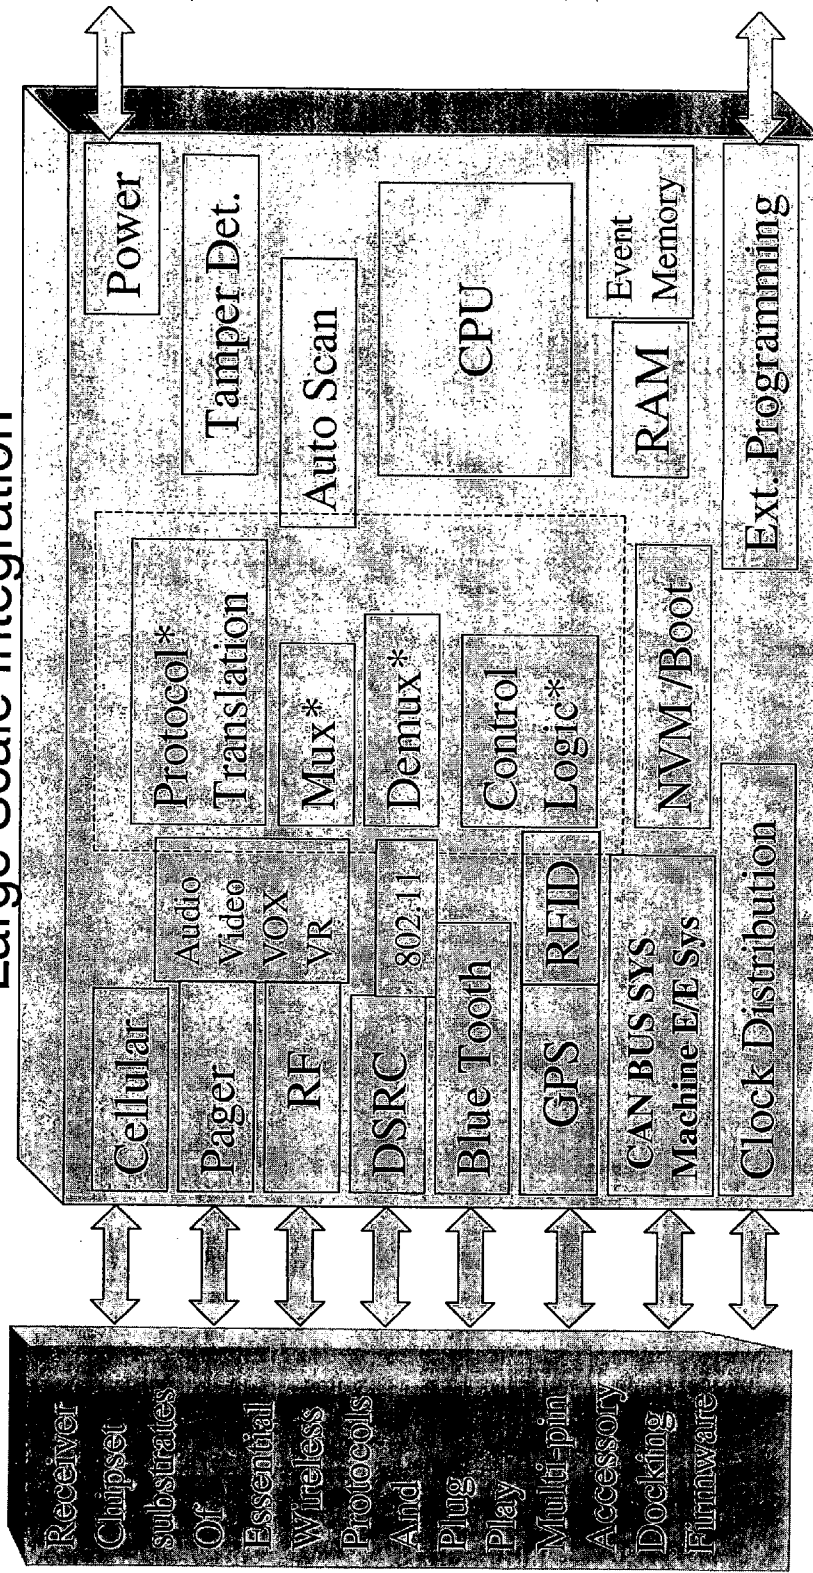 Large Scale Integration
Receiver
Chipset
substrates
Of
Essential
Wireless
Protocols
And
Plug
Play
Multi-pin
Accessory
Docking
Furmware
Cellular
Pager
RF
DSRC
Blue Tooth
GPS
CAN BUS SYS
Machine E/E Sys
Clock Distribution
Audio
Video
VOX
VR
802-11
RFID
Protocol*
Translation
Mux*
Demux*
Control
Logic*
NVM /Boot
Power
Tamper Det.
Auto Scan
CPU
RAM
Event
Memory
Ext. Programming